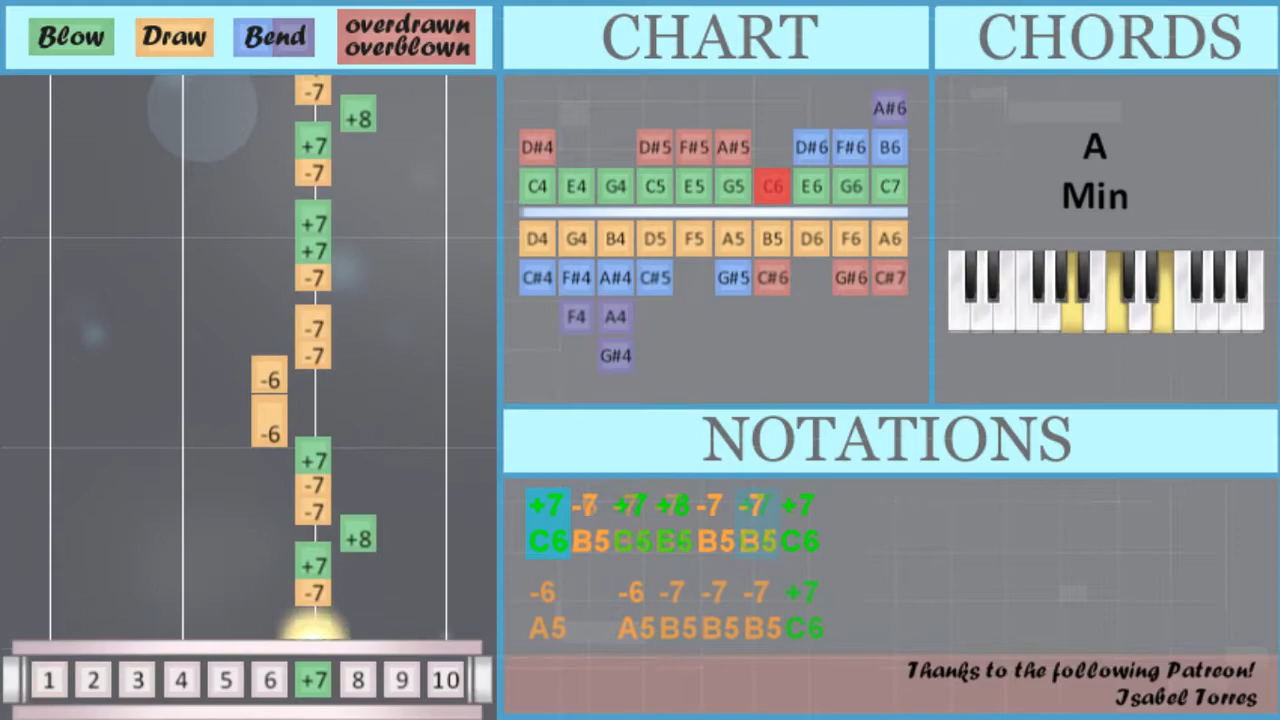 Blow Draw Bend overdrawn
overblown
CHART
CHORDS
-7
+8
+7
-7
+7
+7
-7
-7
-7
-6
-6
+7
-7
-7
+8
+7
-7
1 2 3 4 5 6 +7 8 9 10
A#6
D#4 D#5 F#5 A#5 D#6 F#6 B6
C4 E4 G4 C5 E5 G5 C6 E6 G6 C7
D4 G4 B4 D5 F5 A5 B5 D6 F6 A6
C#4 F#4 A#4 C#5 G#5 C#6 G#6 C#7
F4 A4
G#4
A
Min
NOTATIONS
+7 -7 +8 -7 -7 +7
C6 B5 B5 B5 C6
-6 -6 -7 -7 -7 +7
A5 A5 B5 B5 B5 C6
Thanks to the following Patreon!
Isabel Torres